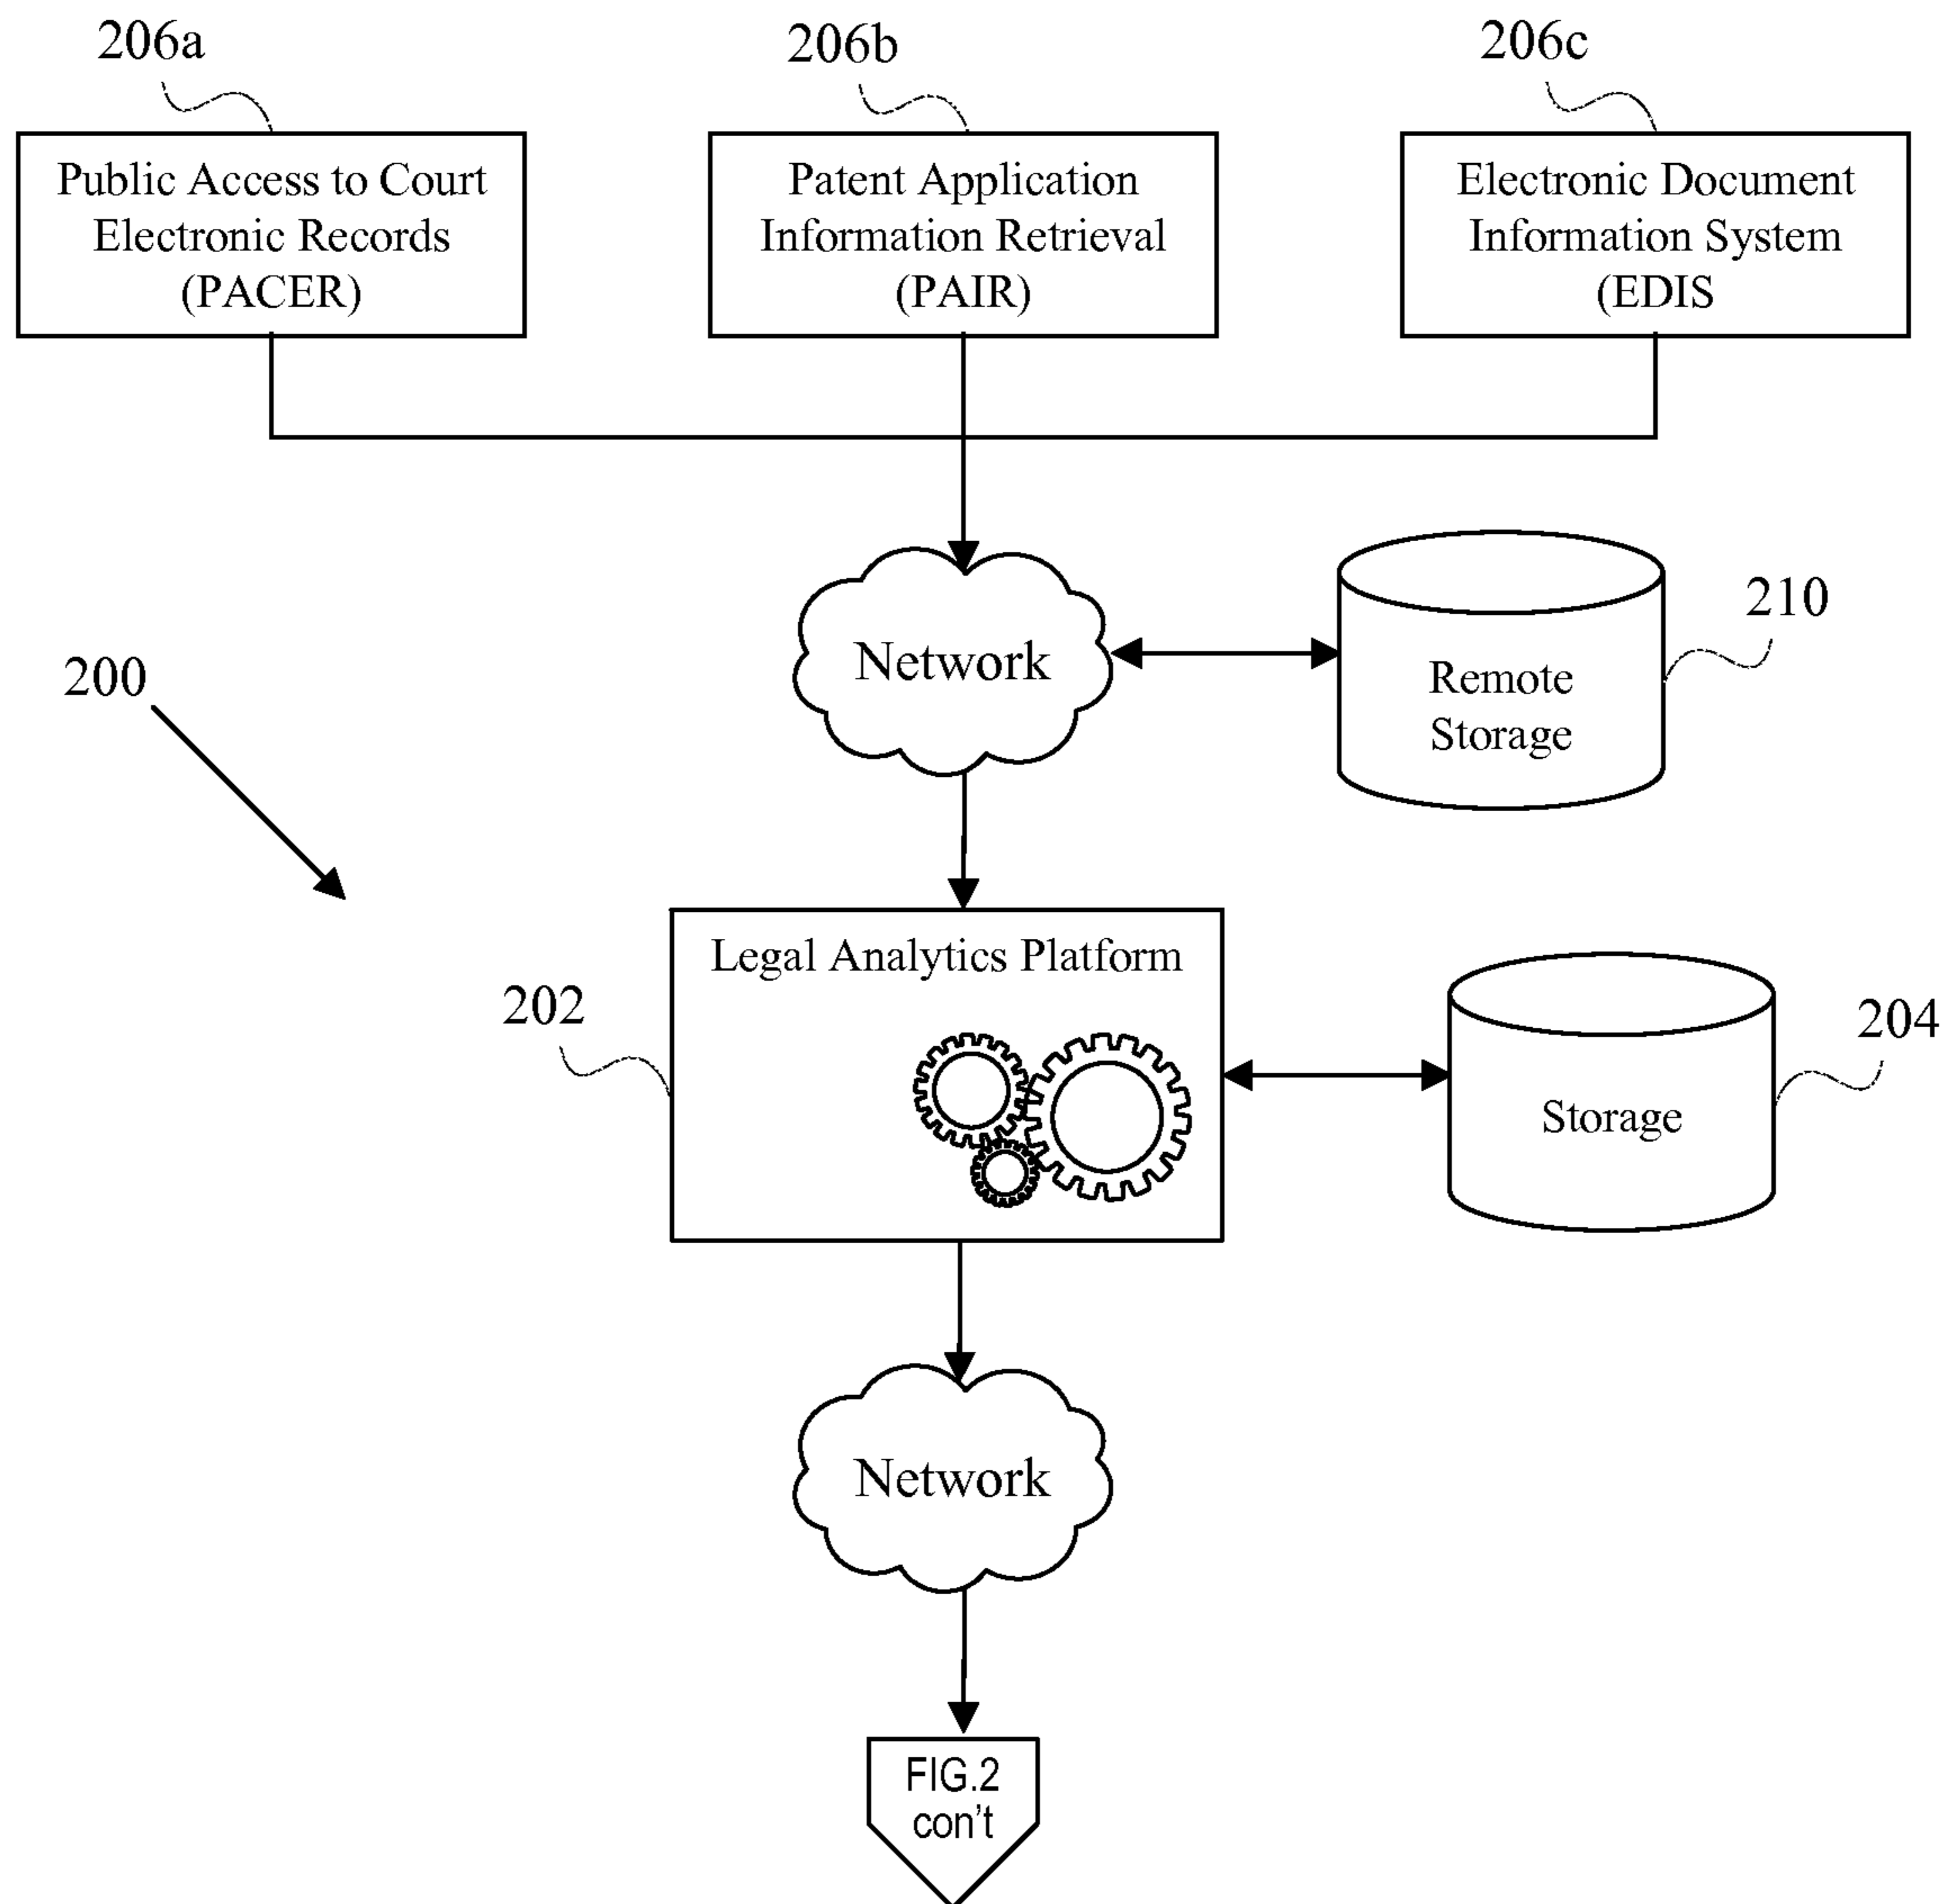 206a
206b
206c
Public Access to Court
Electronic Records
(PACER)
Patent Application
Information Retrieval
(PAIR)
Electronic Document
Information System
(EDIS
Network
210
Remote
Storage
200
Legal Analytics Platform
202
204
Storage
Network
FIG.2
con't